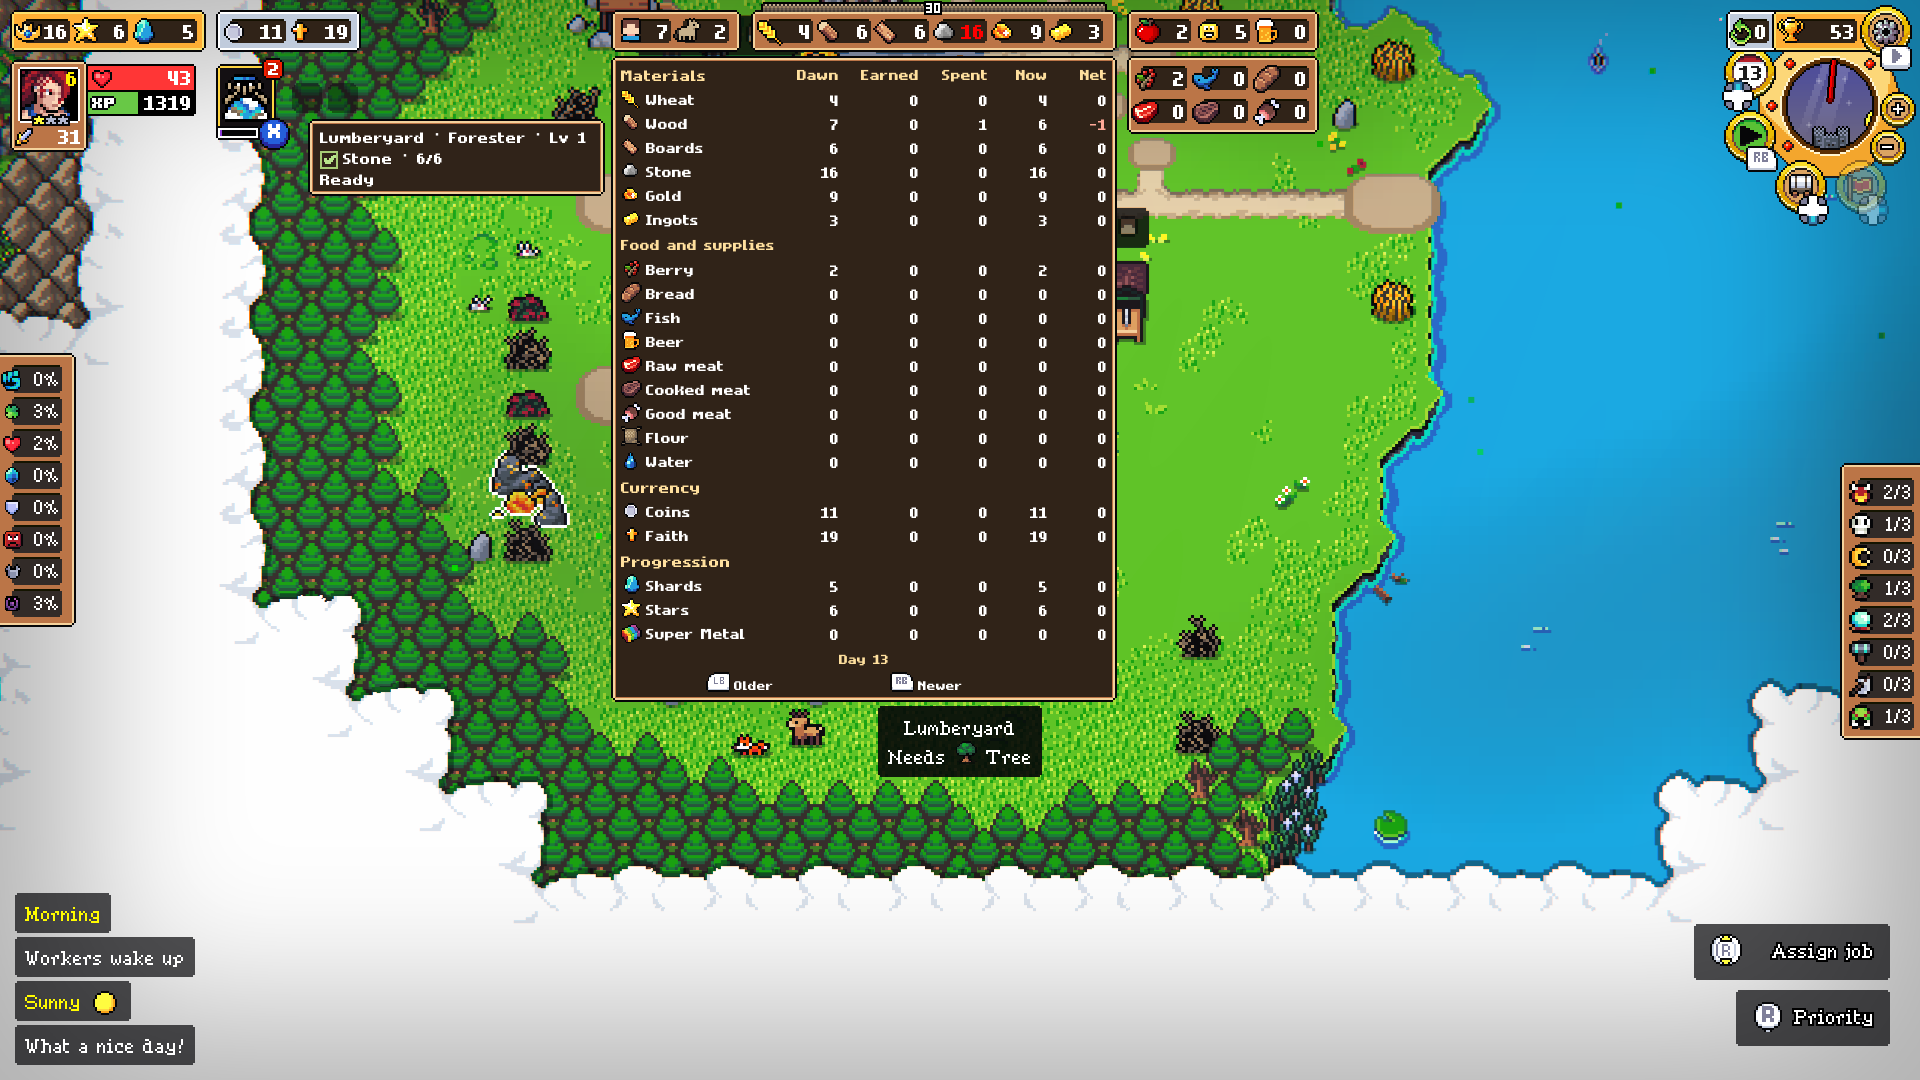 16 6 5
11 19
7 2
30
4 6 6 16 9 3
2 5 0
0 53
6 43
XP 1319
31
2
X
Lumberyard · Forester · Lv 1
Stone · 6/6
Ready
Materials Dawn Earned Spent Now Net
Wheat 4 0 0 4 0
Wood 7 0 1 6 -1
Boards 6 0 0 6 0
Stone 16 0 0 16 0
Gold 9 0 0 9 0
Ingots 3 0 0 3 0
Food and supplies
Berry 2 0 0 2 0
Bread 0 0 0 0 0
Fish 0 0 0 0 0
Beer 0 0 0 0 0
Raw meat 0 0 0 0 0
Cooked meat 0 0 0 0 0
Good meat 0 0 0 0 0
Flour 0 0 0 0 0
Water 0 0 0 0 0
Currency
Coins 11 0 0 11 0
Faith 19 0 0 19 0
Progression
Shards 5 0 0 5 0
Stars 6 0 0 6 0
Super Metal 0 0 0 0 0
Day 13
LB Older RB Newer
2 0 0
0 0 0
13
RB
0%
3%
2%
0%
0%
0%
0%
3%
2/3
1/3
0/3
1/3
2/3
0/3
0/3
1/3
Lumberyard
Needs Tree
Morning
Workers wake up
Sunny
What a nice day!
R Assign job
R Priority